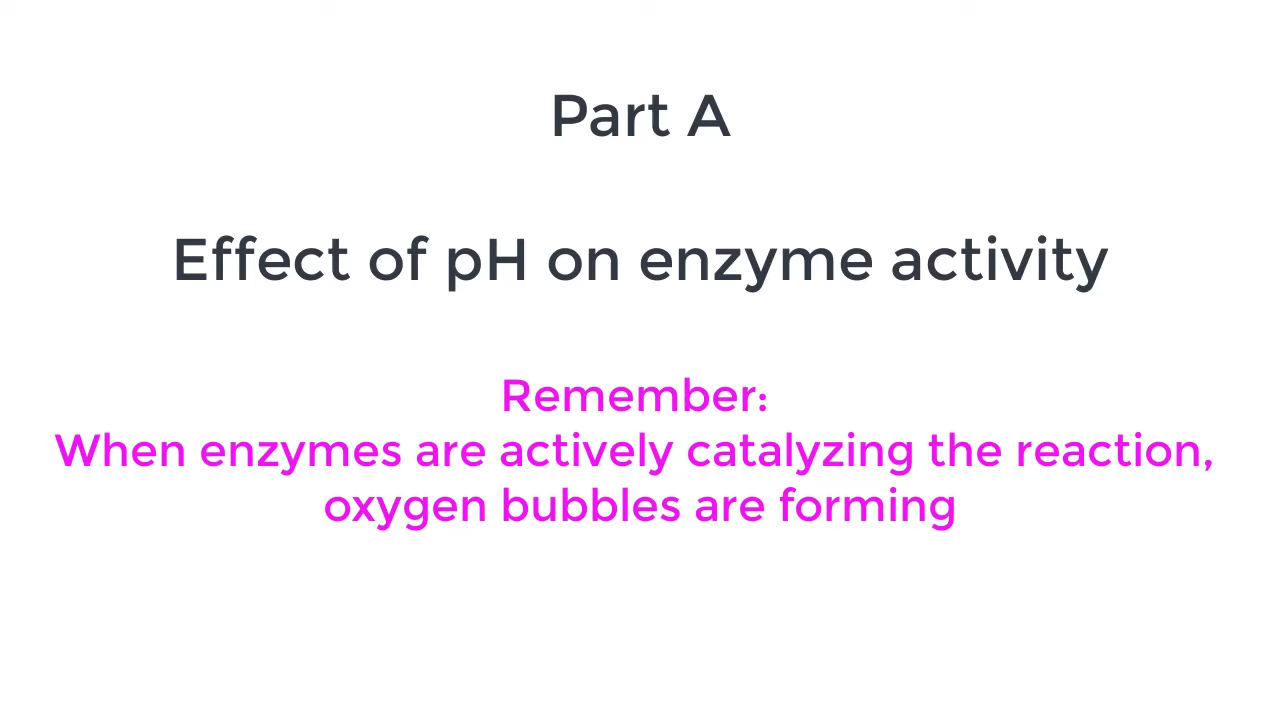 Part A
Effect of pH on enzyme activity
Remember:
When enzymes are actively catalyzing the reaction,
oxygen bubbles are forming